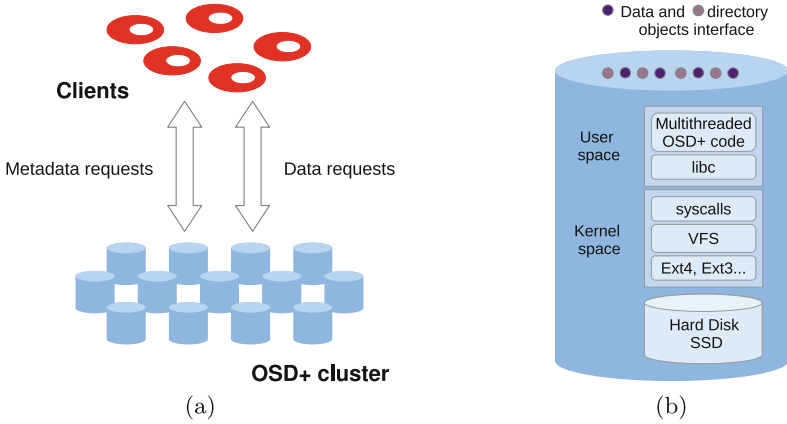 Clients
Metadata requests
Data requests
OSD+ cluster
(a)
Data and directory
objects interface
User
space
Multithreaded
OSD+ code
libc
Kernel
space
syscalls
VFS
Ext4, Ext3...
Hard Disk
SSD
(b)